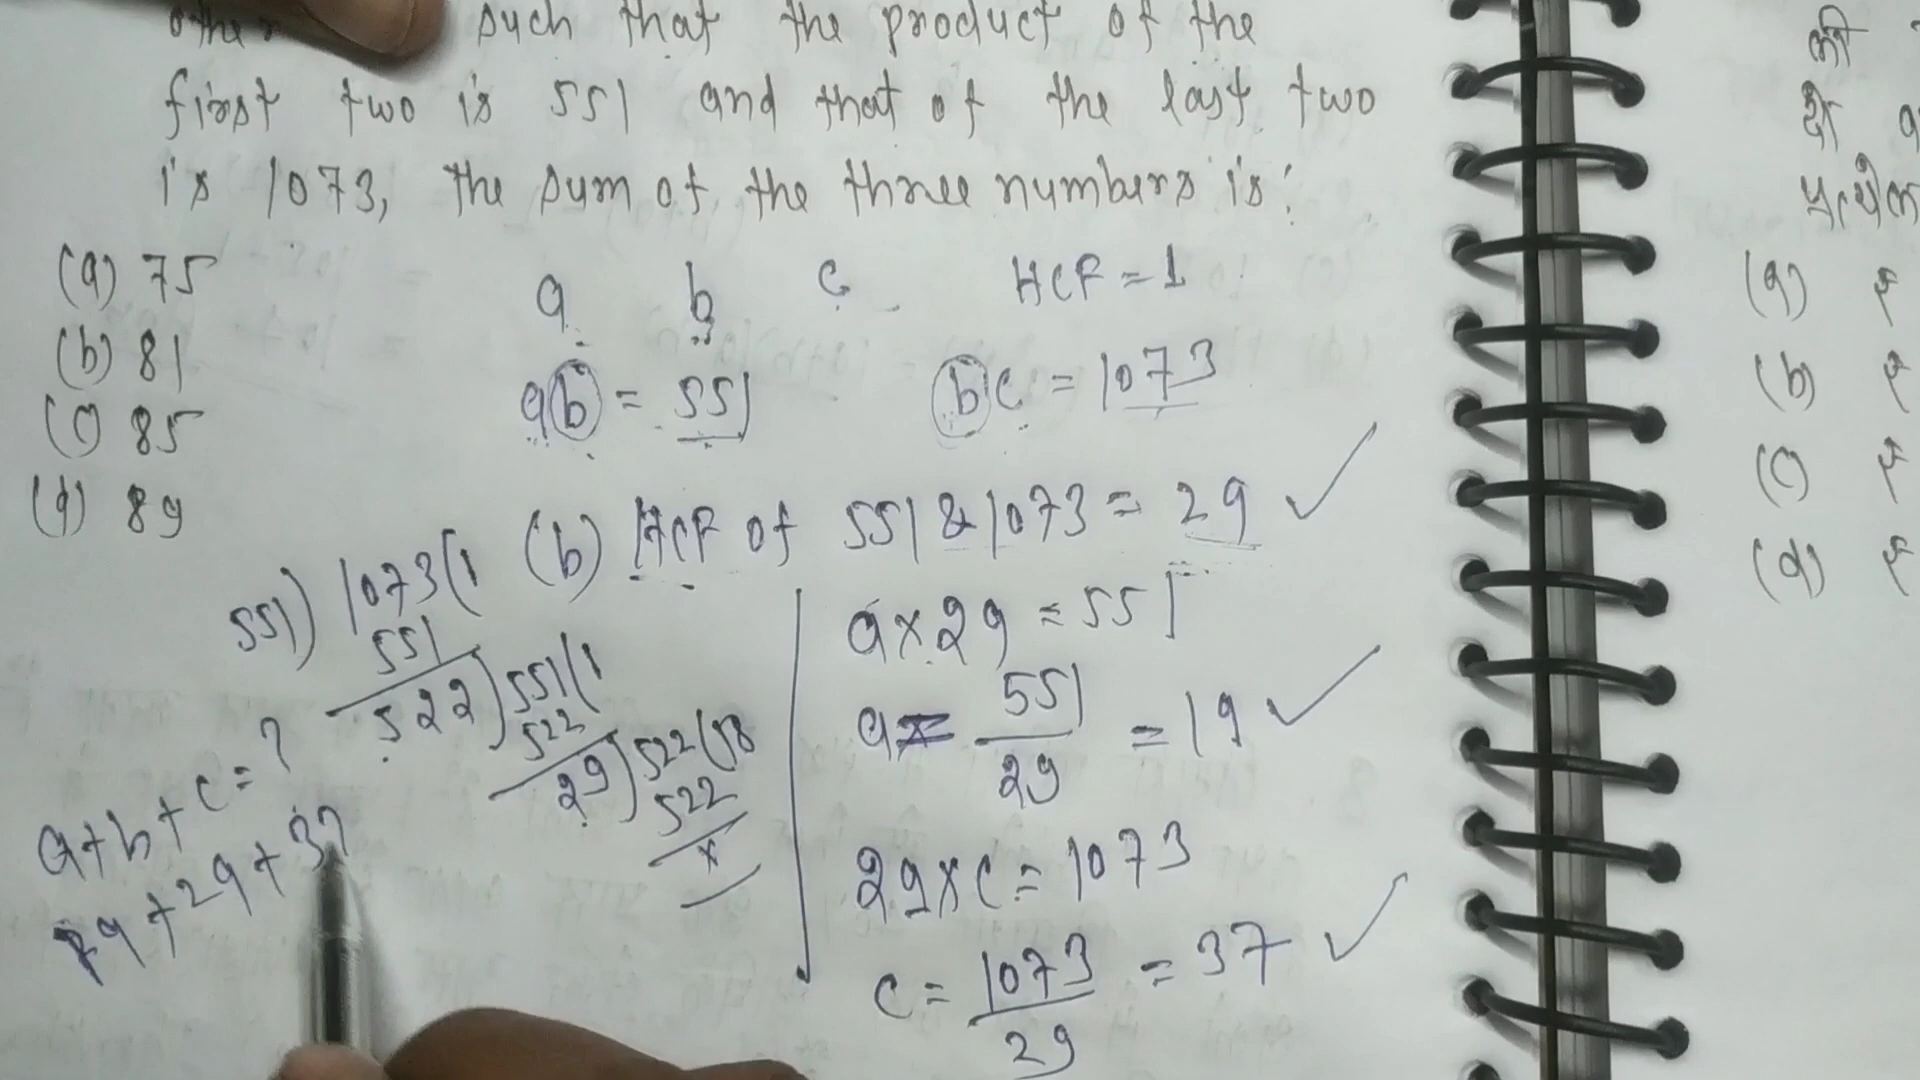 other such that the product of the
first two is 551 and that of the last two
is 1073, the sum of the three numbers is:
(a) 75
(b) 81
(c) 85
(d) 89
a b c HCF = 1
ab = 551 bc = 1073
(b) HCF of 551 & 1073 = 29
551) 1073 (1
551
522) 551 (1
522
29) 522 (18
522
x
a x 29 = 551
a = 551/29 = 19
29 x c = 1073
c = 1073/29 = 37
a+b+c = ?
19+29+37
की
दो
प्रत्येक
(a) ₹
(b) ₹
(c) ₹
(d) ₹